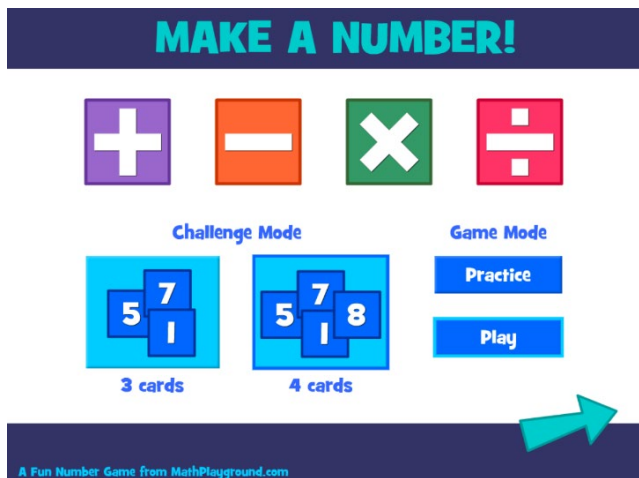 MAKE A NUMBER!
+ − × ÷
Challenge Mode
Game Mode
5 7 1
5 7 1 8
Practice
Play
3 cards
4 cards
A Fun Number Game from MathPlayground.com